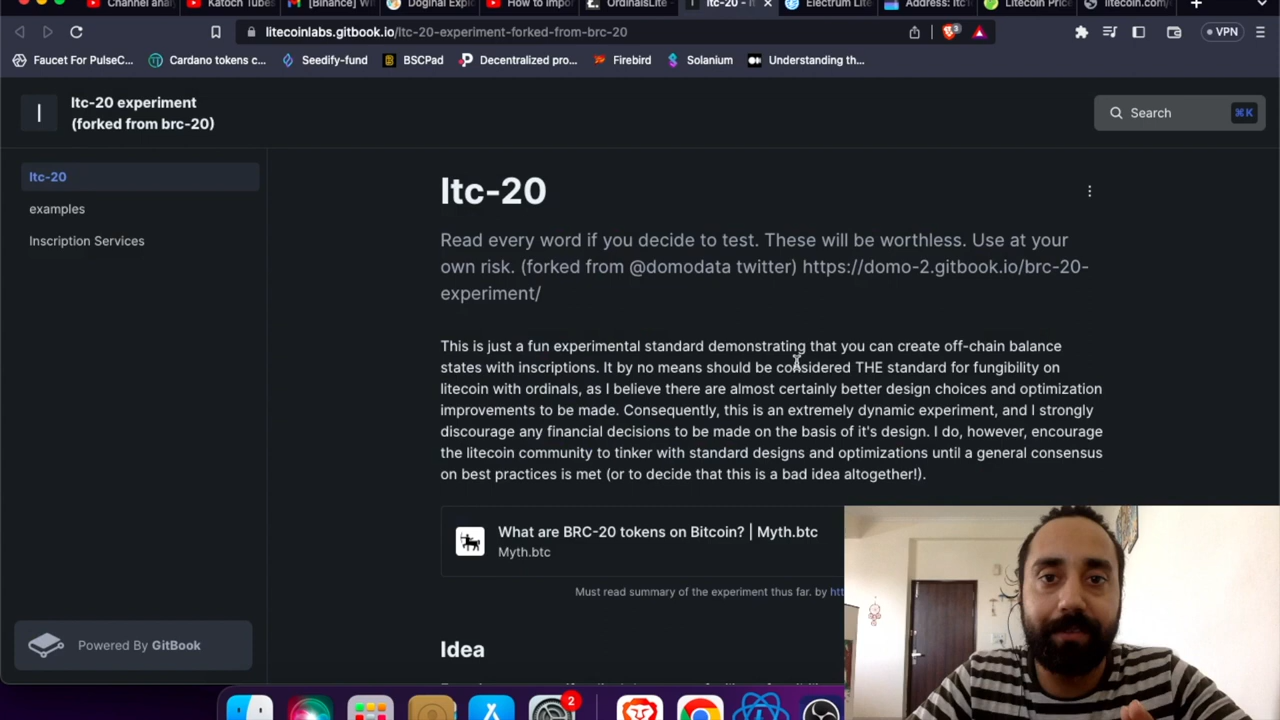 Channel analy
Katoch Tubes
[Binance] Wi
Doginal Explo
How to Impor
OrdinalsLite -
ltc-20 - l
Electrum Lite
Address: ltc1
Litecoin Price
litecoin.com/
litecoinlabs.gitbook.io/ltc-20-experiment-forked-from-brc-20
VPN
Faucet For PulseC...
Cardano tokens c...
Seedify-fund
BSCPad
Decentralized pro...
Firebird
Solanium
Understanding th...
ltc-20 experiment
(forked from brc-20)
Search
⌘K
ltc-20
examples
Inscription Services
ltc-20
Read every word if you decide to test. These will be worthless. Use at your
own risk. (forked from @domodata twitter) https://domo-2.gitbook.io/brc-20-
experiment/
This is just a fun experimental standard demonstrating that you can create off-chain balance
states with inscriptions. It by no means should be considered THE standard for fungibility on
litecoin with ordinals, as I believe there are almost certainly better design choices and optimization
improvements to be made. Consequently, this is an extremely dynamic experiment, and I strongly
discourage any financial decisions to be made on the basis of it's design. I do, however, encourage
the litecoin community to tinker with standard designs and optimizations until a general consensus
on best practices is met (or to decide that this is a bad idea altogether!).
What are BRC-20 tokens on Bitcoin? | Myth.btc
Myth.btc
Must read summary of the experiment thus far. by
Idea
Powered By GitBook
2